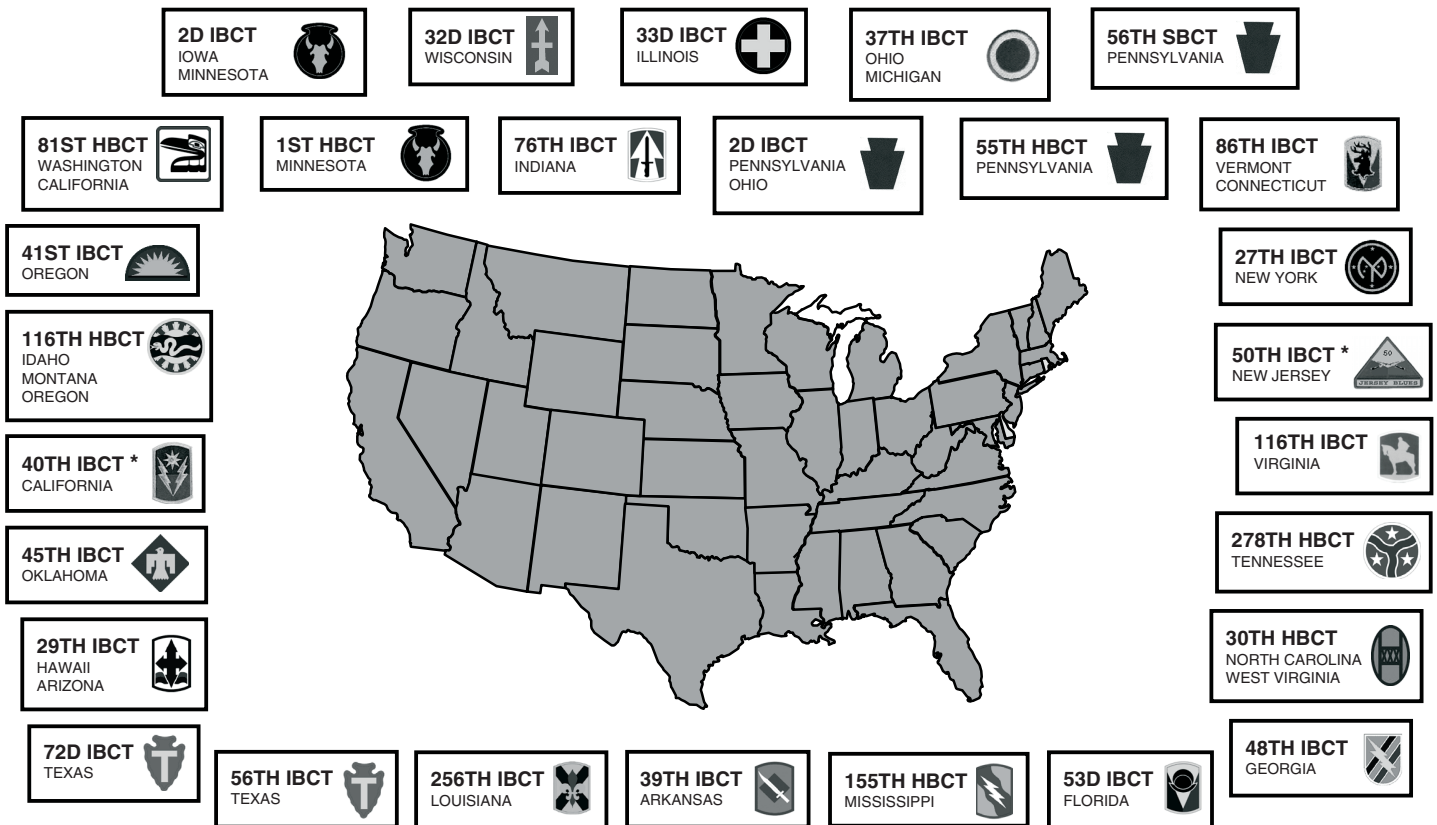 2D IBCT
IOWA
MINNESOTA
32D IBCT
WISCONSIN
33D IBCT
ILLINOIS
37TH IBCT
OHIO
MICHIGAN
56TH SBCT
PENNSYLVANIA
81ST HBCT
WASHINGTON
CALIFORNIA
1ST HBCT
MINNESOTA
76TH IBCT
INDIANA
2D IBCT
PENNSYLVANIA
OHIO
55TH HBCT
PENNSYLVANIA
86TH IBCT
VERMONT
CONNECTICUT
41ST IBCT
OREGON
27TH IBCT
NEW YORK
116TH HBCT
IDAHO
MONTANA
OREGON
50TH IBCT *
NEW JERSEY
50
JERSEY BLUES
40TH IBCT *
CALIFORNIA
116TH IBCT
VIRGINIA
45TH IBCT
OKLAHOMA
278TH HBCT
TENNESSEE
29TH IBCT
HAWAII
ARIZONA
30TH HBCT
NORTH CAROLINA
WEST VIRGINIA
XXX
72D IBCT
TEXAS
T
56TH IBCT
TEXAS
T
256TH IBCT
LOUISIANA
39TH IBCT
ARKANSAS
155TH HBCT
MISSISSIPPI
53D IBCT
FLORIDA
48TH IBCT
GEORGIA